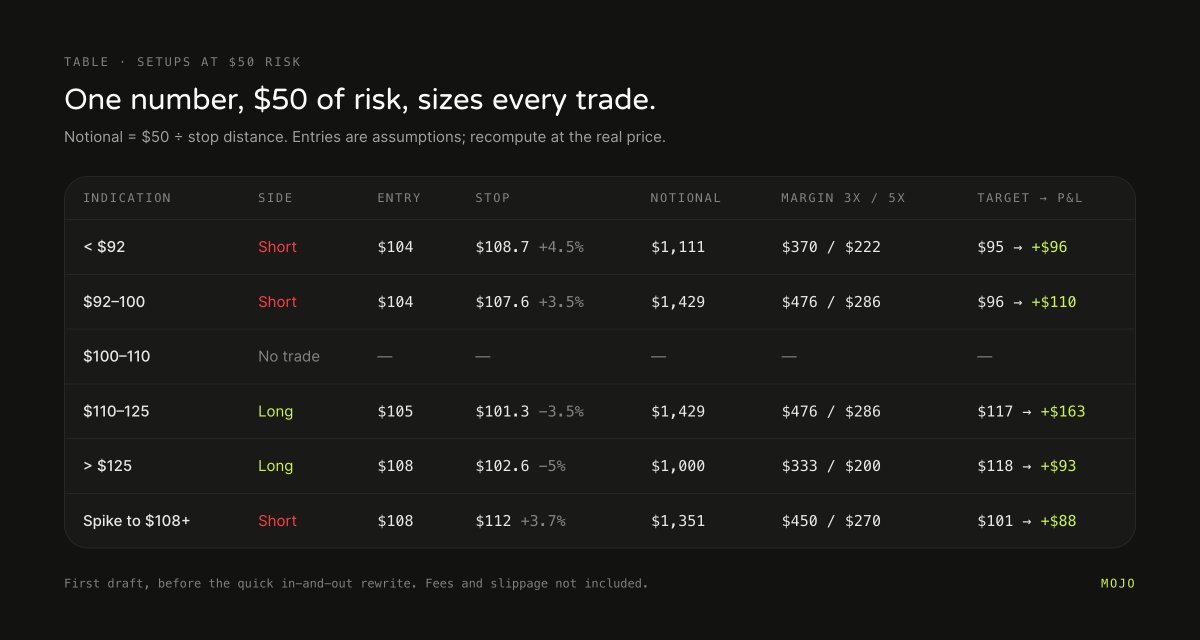 TABLE · SETUPS AT $50 RISK
One number, $50 of risk, sizes every trade.
Notional = $50 ÷ stop distance. Entries are assumptions; recompute at the real price.
INDICATION SIDE ENTRY STOP NOTIONAL MARGIN 3X / 5X TARGET → P&L
< $92 Short $104 $108.7 +4.5% $1,111 $370 / $222 $95 → +$96
$92–100 Short $104 $107.6 +3.5% $1,429 $476 / $286 $96 → +$110
$100–110 No trade — — — — —
$110–125 Long $105 $101.3 −3.5% $1,429 $476 / $286 $117 → +$163
> $125 Long $108 $102.6 −5% $1,000 $333 / $200 $118 → +$93
Spike to $108+ Short $108 $112 +3.7% $1,351 $450 / $270 $101 → +$88
First draft, before the quick in-and-out rewrite. Fees and slippage not included.
MOJO